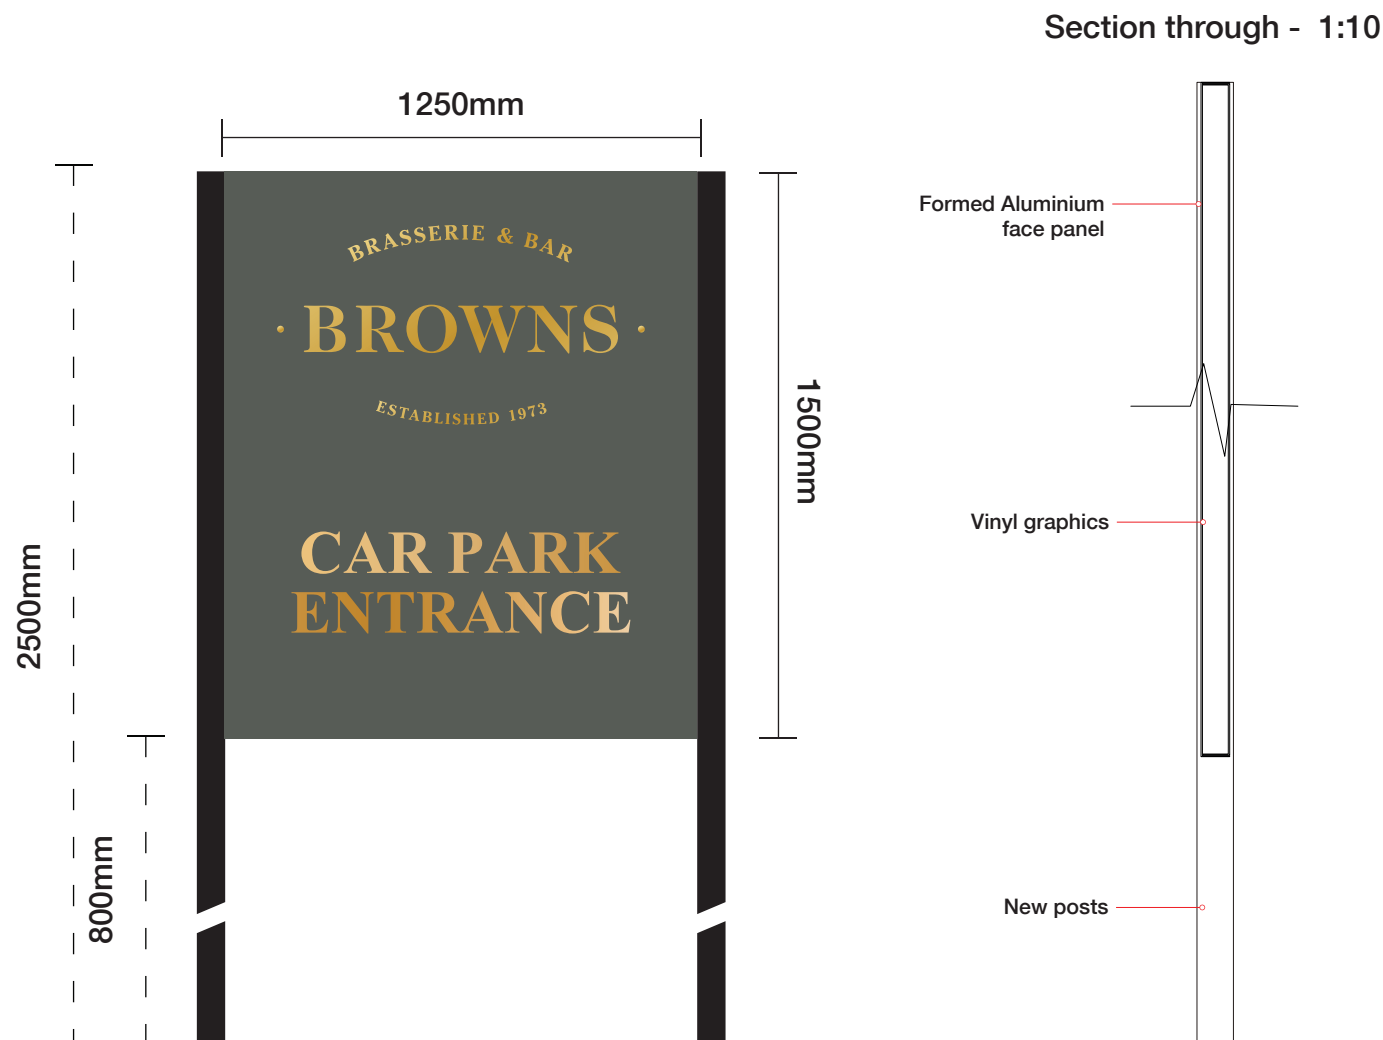 Section through -  1:10
1250mm
BRASSERIE & BAR
· BROWNS ·
ESTABLISHED 1973
CAR PARK
ENTRANCE
2500mm
800mm
1500mm
Formed Aluminium
face panel
Vinyl graphics
New posts